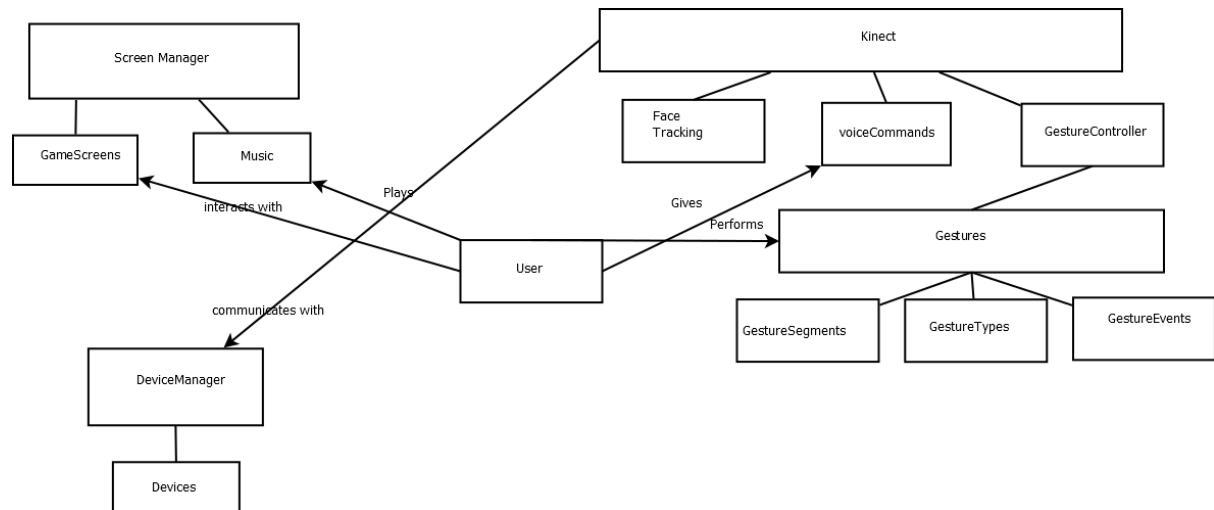 Kinect
Screen Manager
Face
Tracking
voiceCommands
GestureController
GameScreens
Music
Plays
interacts with
Gives
Performs
Gestures
User
communicates with
GestureSegments
GestureTypes
GestureEvents
DeviceManager
Devices